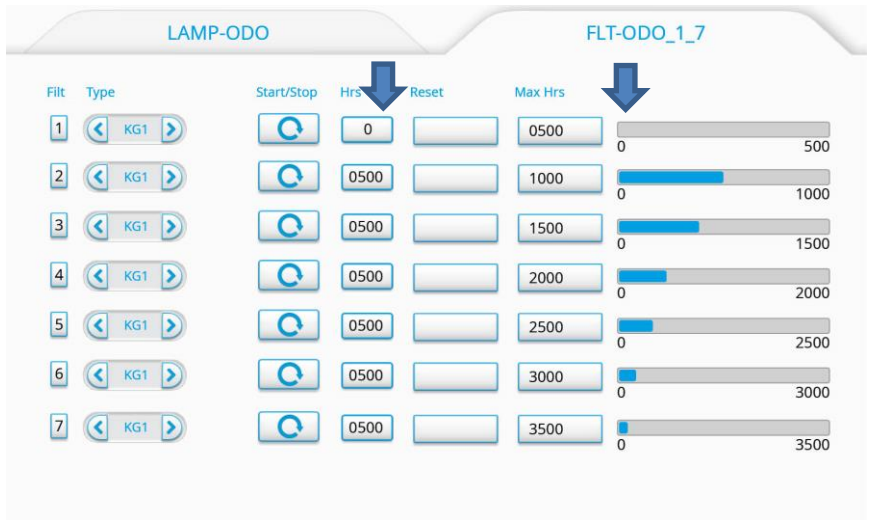 LAMP-ODO FLT-ODO_1_7
Filt Type Start/Stop Hrs Reset Max Hrs
1 KG1 0 0500
0 500
2 KG1 0500 1000
0 1000
3 KG1 0500 1500
0 1500
4 KG1 0500 2000
0 2000
5 KG1 0500 2500
0 2500
6 KG1 0500 3000
0 3000
7 KG1 0500 3500
0 3500